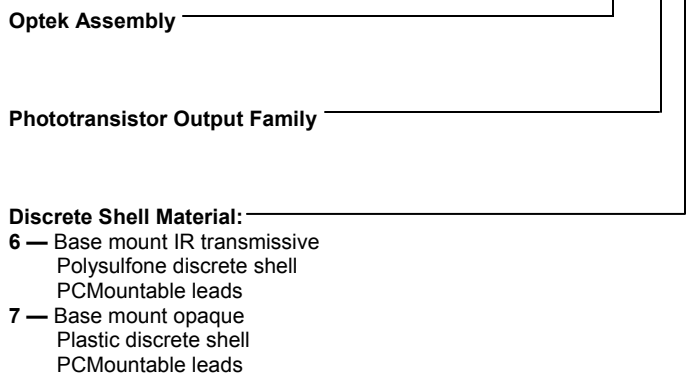 Optek Assembly
Phototransistor Output Family
Discrete Shell Material:
6 — Base mount IR transmissive
Polysulfone discrete shell
PCMountable leads
7 — Base mount opaque
Plastic discrete shell
PCMountable leads